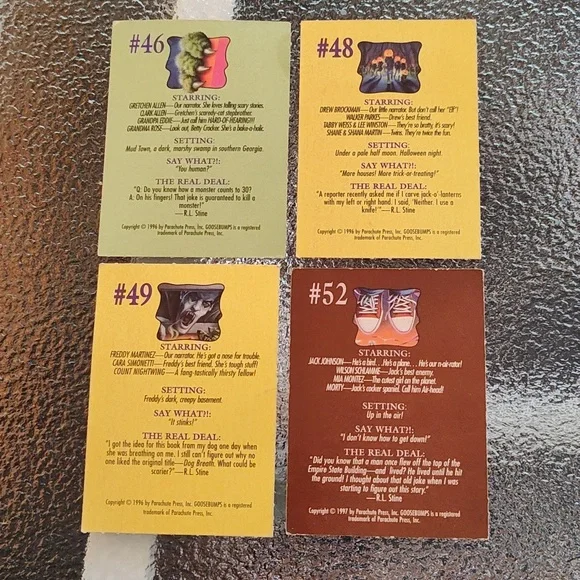 #46
STARRING:
GRETCHEN ALLEN—Our narrator. She loves telling scary stories.
CLARK ALLEN—Gretchen's scaredy-cat stepbrother.
GRANDPA EDDIE—Just call him HARD-OF-HEARING!!!!
GRANDMA ROSE—Look out, Betty Crocker. She's a bake-a-holic.
SETTING:
Mud Town, a dark, marshy swamp in southern Georgia.
SAY WHAT?!:
"You human?"
THE REAL DEAL:
"Q: Do you know how a monster counts to 30?
A: On his fingers! That joke is guaranteed to kill a
monster!"
—R.L. Stine
Copyright © 1996 by Parachute Press, Inc. GOOSEBUMPS is a registered
trademark of Parachute Press, Inc.
#48
STARRING:
DREW BROCKMAN—Our little narrator. But don't call her "Elf"!
WALKER PARKES—Drew's best friend.
TABBY WEISS & LEE WINSTON—They're so bratty, it's scary!
SHANE & SHANA MARTIN—Twins. They're twice the fun.
SETTING:
Under a pale half moon. Halloween night.
SAY WHAT?!:
"More houses! More trick-or-treating!"
THE REAL DEAL:
"A reporter recently asked me if I carve jack-o'-lanterns
with my left or right hand. I said, 'Neither. I use a
knife!'"—R.L. Stine
Copyright © 1996 by Parachute Press, Inc. GOOSEBUMPS is a registered
trademark of Parachute Press, Inc.
#49
STARRING:
FREDDY MARTINEZ—Our narrator. He's got a nose for trouble.
CARA SIMONETTI—Freddy's best friend. She's tough stuff!
COUNT NIGHTWING—A fang-tastically thirsty fellow!
SETTING:
Freddy's dark, creepy basement.
SAY WHAT?!:
"It stinks!"
THE REAL DEAL:
"I got the idea for this book from my dog one day when
she was breathing on me. I still can't figure out why no
one liked the original title—Dog Breath. What could be
scarier?"—R.L. Stine
Copyright © 1996 by Parachute Press, Inc. GOOSEBUMPS is a registered
trademark of Parachute Press, Inc.
#52
STARRING:
JACK JOHNSON—He's a bird... He's a plane... He's our n-air-rator!
WILSON SCHLAMME—Jack's best enemy.
MIA MONTEZ—The cutest girl on the planet.
MORTY—Jack's cocker spaniel. Call him Air-head!
SETTING:
Up in the air!
SAY WHAT?!:
"I don't know how to get down!"
THE REAL DEAL:
"Did you know that a man once flew off the top of the
Empire State Building—and lived? He lived until he hit
the ground! I thought about that old joke when I was
starting to figure out this story."
—R.L. Stine
Copyright © 1997 by Parachute Press, Inc. GOOSEBUMPS is a registered
trademark of Parachute Press, Inc.